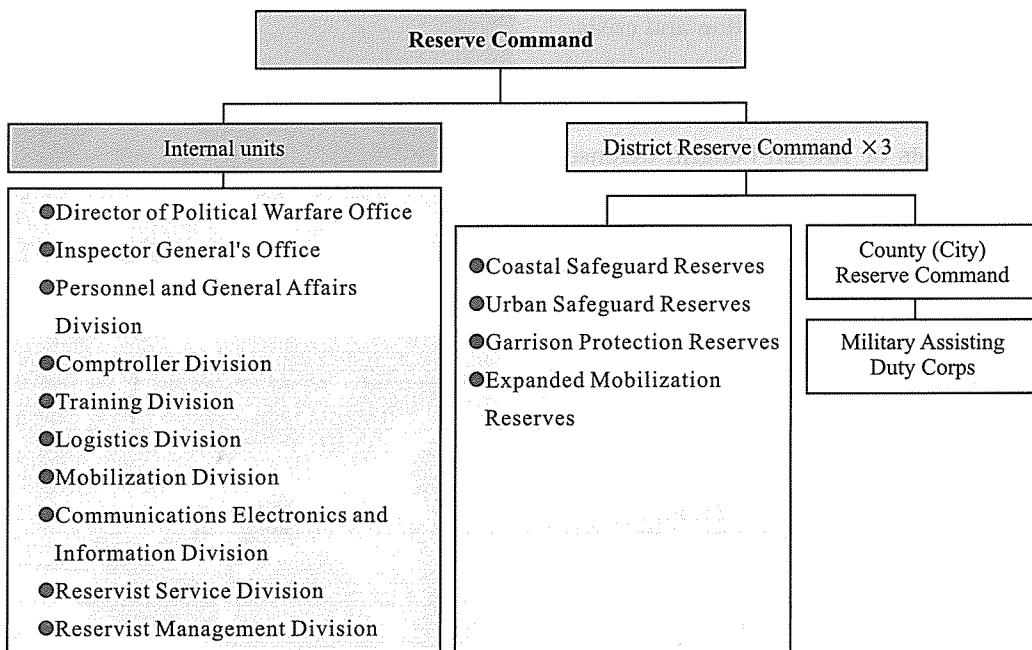 Reserve Command
Internal units
●Director of Political Warfare Office
●Inspector General's Office
●Personnel and General Affairs
Division
●Comptroller Division
●Training Division
●Logistics Division
●Mobilization Division
●Communications Electronics and
Information Division
●Reservist Service Division
●Reservist Management Division
District Reserve Command ×3
●Coastal Safeguard Reserves
●Urban Safeguard Reserves
●Garrison Protection Reserves
●Expanded Mobilization
Reserves
County (City)
Reserve Command
Military Assisting
Duty Corps